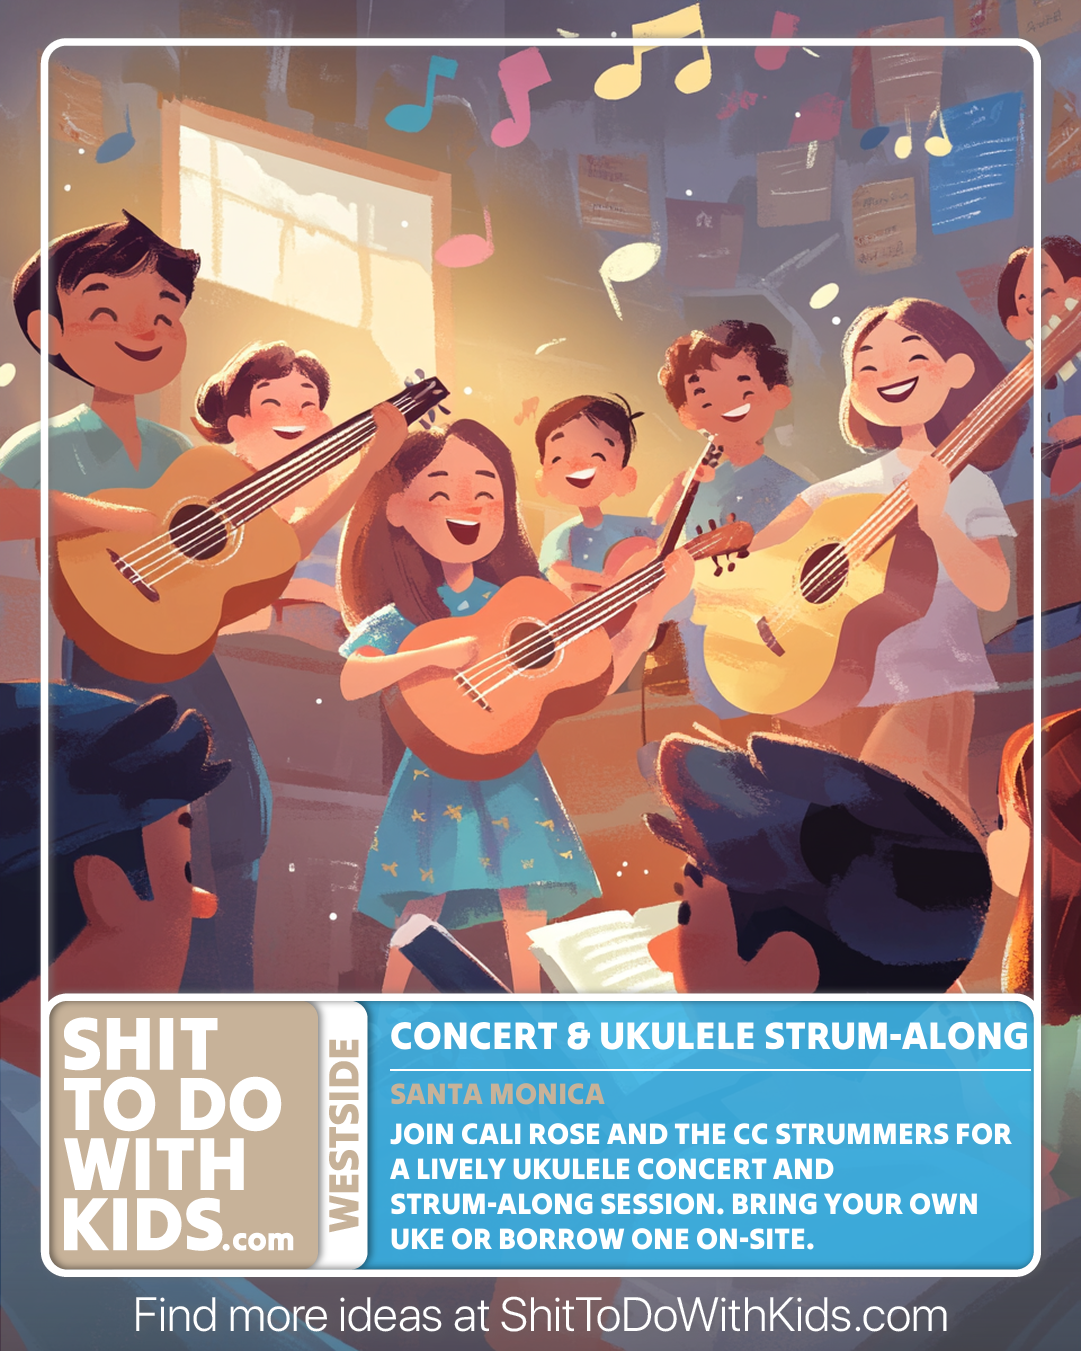 SHIT
TO DO
WITH
KIDS.com
WESTSIDE
CONCERT & UKULELE STRUM-ALONG
SANTA MONICA
JOIN CALI ROSE AND THE CC STRUMMERS FOR
A LIVELY UKULELE CONCERT AND
STRUM-ALONG SESSION. BRING YOUR OWN
UKE OR BORROW ONE ON-SITE.
Find more ideas at ShitToDoWithKids.com